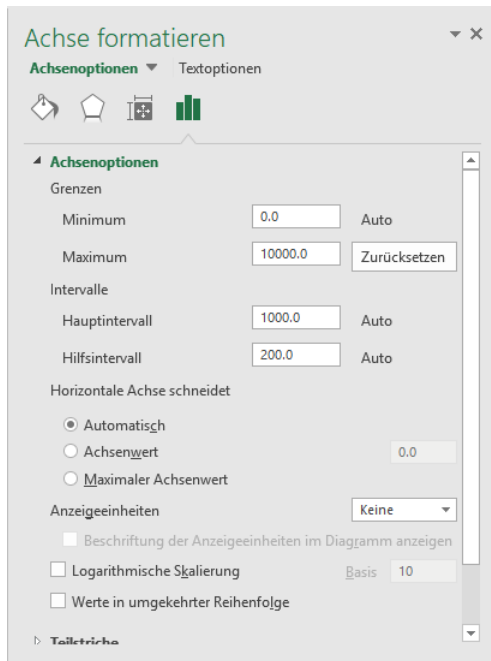 Achse formatieren
Achsenoptionen Textoptionen
Achsenoptionen
Grenzen
Minimum 0.0 Auto
Maximum 10000.0 Zurücksetzen
Intervalle
Hauptintervall 1000.0 Auto
Hilfsintervall 200.0 Auto
Horizontale Achse schneidet
Automatisch
Achsenwert 0.0
Maximaler Achsenwert
Anzeigeeinheiten Keine
Beschriftung der Anzeigeeinheiten im Diagramm anzeigen
Logarithmische Skalierung Basis 10
Werte in umgekehrter Reihenfolge
Teilstriche